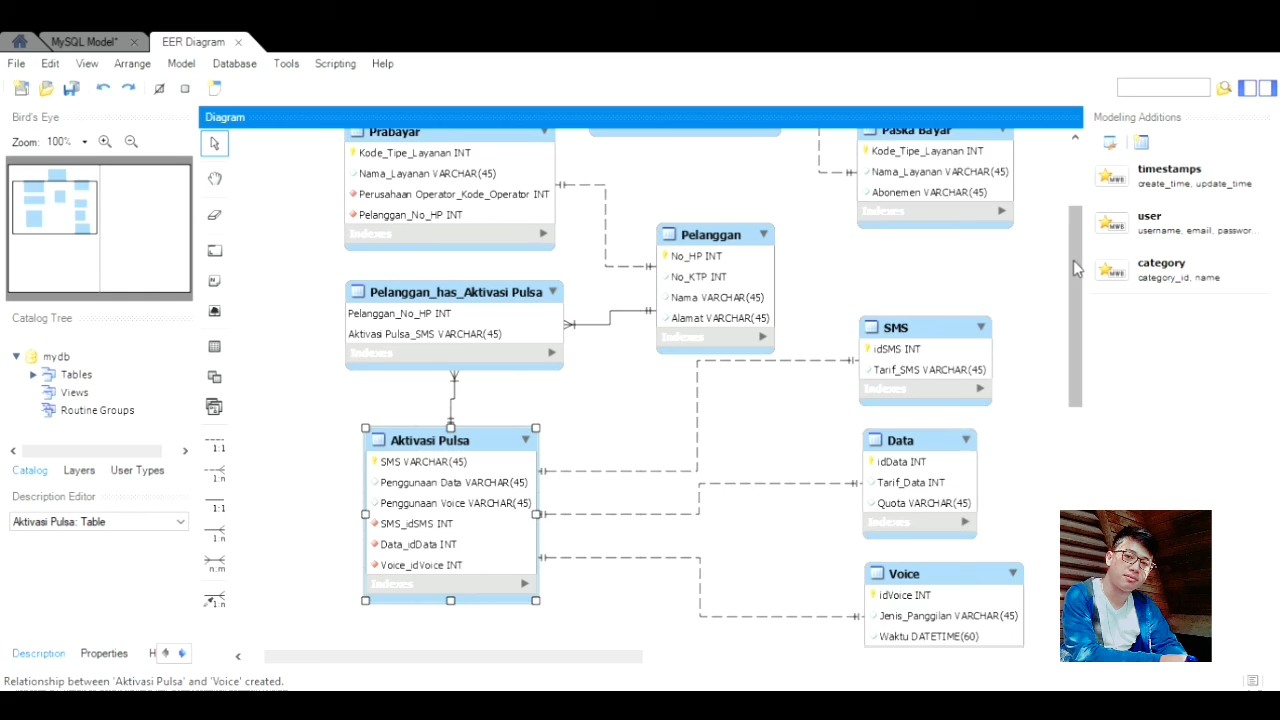 MySQL Model*
EER Diagram
File Edit View Arrange Model Database Tools Scripting Help
Bird's Eye
Zoom: 100%
Catalog Tree
mydb
Tables
Views
Routine Groups
Catalog Layers User Types
Description Editor
Aktivasi Pulsa: Table
Description Properties H
Relationship between 'Aktivasi Pulsa' and 'Voice' created.
1:1
1:n
1:1
1:n
n:m
1:n
Diagram
Prabayar
Kode_Tipe_Layanan INT
Nama_Layanan VARCHAR(45)
Perusahaan Operator_Kode_Operator INT
Pelanggan_No_HP INT
Indexes
Pelanggan_has_Aktivasi Pulsa
Pelanggan_No_HP INT
Aktivasi Pulsa_SMS VARCHAR(45)
Indexes
Aktivasi Pulsa
SMS VARCHAR(45)
Penggunaan Data VARCHAR(45)
Penggunaan Voice VARCHAR(45)
SMS_idSMS INT
Data_idData INT
Voice_idVoice INT
Indexes
Pelanggan
No_HP INT
No_KTP INT
Nama VARCHAR(45)
Alamat VARCHAR(45)
Indexes
Paska Bayar
Kode_Tipe_Layanan INT
Nama_Layanan VARCHAR(45)
Abonemen VARCHAR(45)
Indexes
SMS
idSMS INT
Tarif_SMS VARCHAR(45)
Indexes
Data
idData INT
Tarif_Data INT
Quota VARCHAR(45)
Indexes
Voice
idVoice INT
Jenis_Panggilan VARCHAR(45)
Waktu DATETIME(60)
Modeling Additions
timestamps
create_time, update_time
user
username, email, passwor...
category
category_id, name